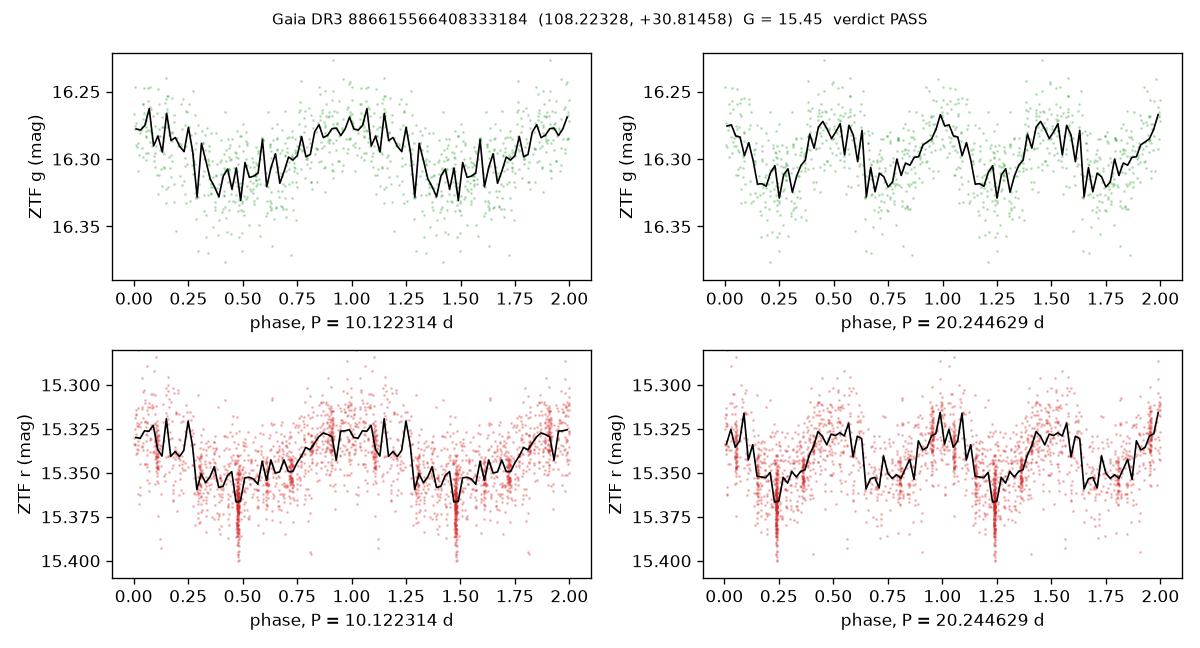 Gaia DR3 886615566408333184  (108.22328, +30.81458)  G = 15.45  verdict PASS
ZTF g (mag)
16.25
16.30
16.35
0.00 0.25 0.50 0.75 1.00 1.25 1.50 1.75 2.00
phase, P = 10.122314 d
ZTF g (mag)
16.25
16.30
16.35
0.00 0.25 0.50 0.75 1.00 1.25 1.50 1.75 2.00
phase, P = 20.244629 d
ZTF r (mag)
15.300
15.325
15.350
15.375
15.400
0.00 0.25 0.50 0.75 1.00 1.25 1.50 1.75 2.00
phase, P = 10.122314 d
ZTF r (mag)
15.300
15.325
15.350
15.375
15.400
0.00 0.25 0.50 0.75 1.00 1.25 1.50 1.75 2.00
phase, P = 20.244629 d